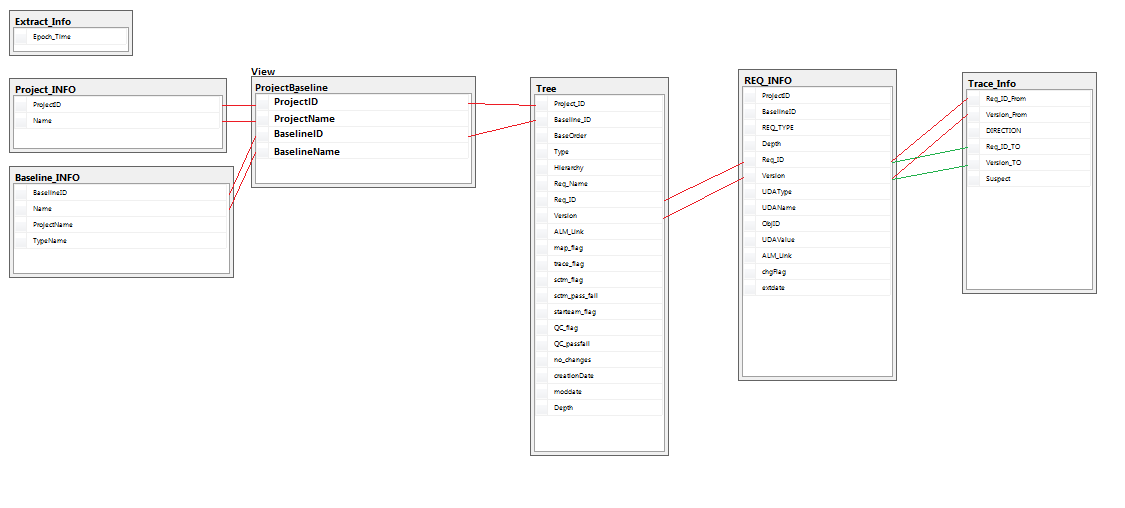 Extract_Info
Epoch_Time
Project_INFO
ProjectID
Name
Baseline_INFO
BaselineID
Name
ProjectName
TypeName
View
ProjectBaseline
ProjectID
ProjectName
BaselineID
BaselineName
Tree
Project_ID
Baseline_ID
BaseOrder
Type
Hierarchy
Req_Name
Req_ID
Version
ALM_Link
map_flag
trace_flag
sctm_flag
sctm_pass_fail
starteam_flag
QC_flag
QC_passfail
no_changes
creationDate
moddate
Depth
REQ_INFO
ProjectID
BaselineID
REQ_TYPE
Depth
Req_ID
Version
UDAType
UDAName
ObjID
UDAValue
ALM_Link
chgFlag
extdate
Trace_Info
Req_ID_From
Version_From
DIRECTION
Req_ID_TO
Version_TO
Suspect